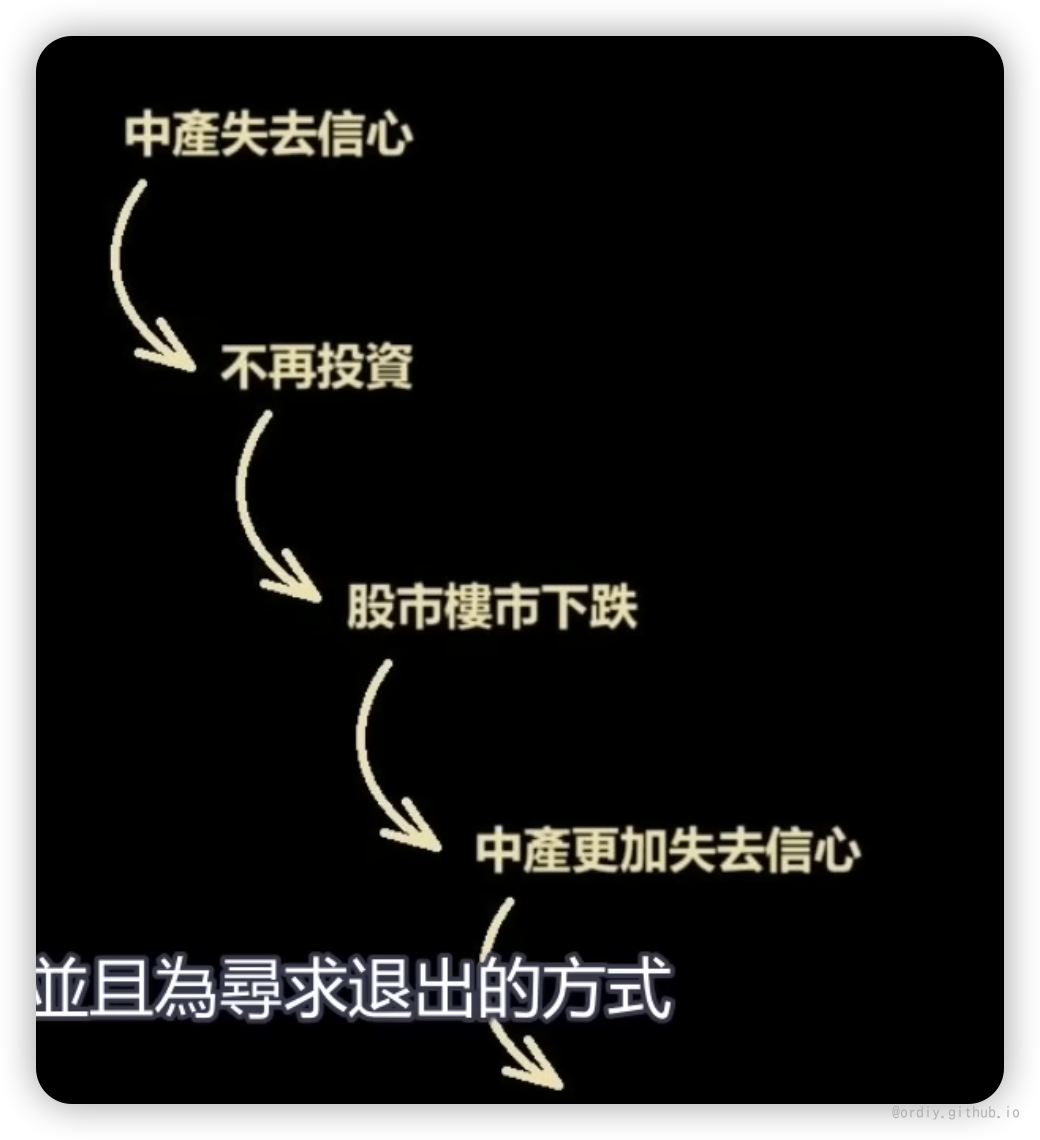 中產失去信心
不再投資
股市樓市下跌
中產更加失去信心
並且為尋求退出的方式
@ordiy.github.io